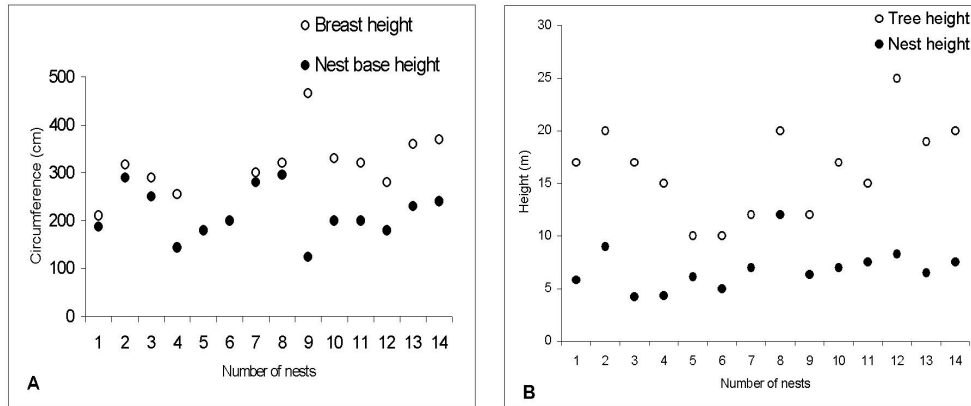 Breast height
Nest base height
Circumference (cm)
500
400
300
200
100
0
1 2 3 4 5 6 7 8 9 10 11 12 13 14
Number of nests
A
Tree height
Nest height
Height (m)
30
25
20
15
10
5
0
1 2 3 4 5 6 7 8 9 10 11 12 13 14
Number of nests
B